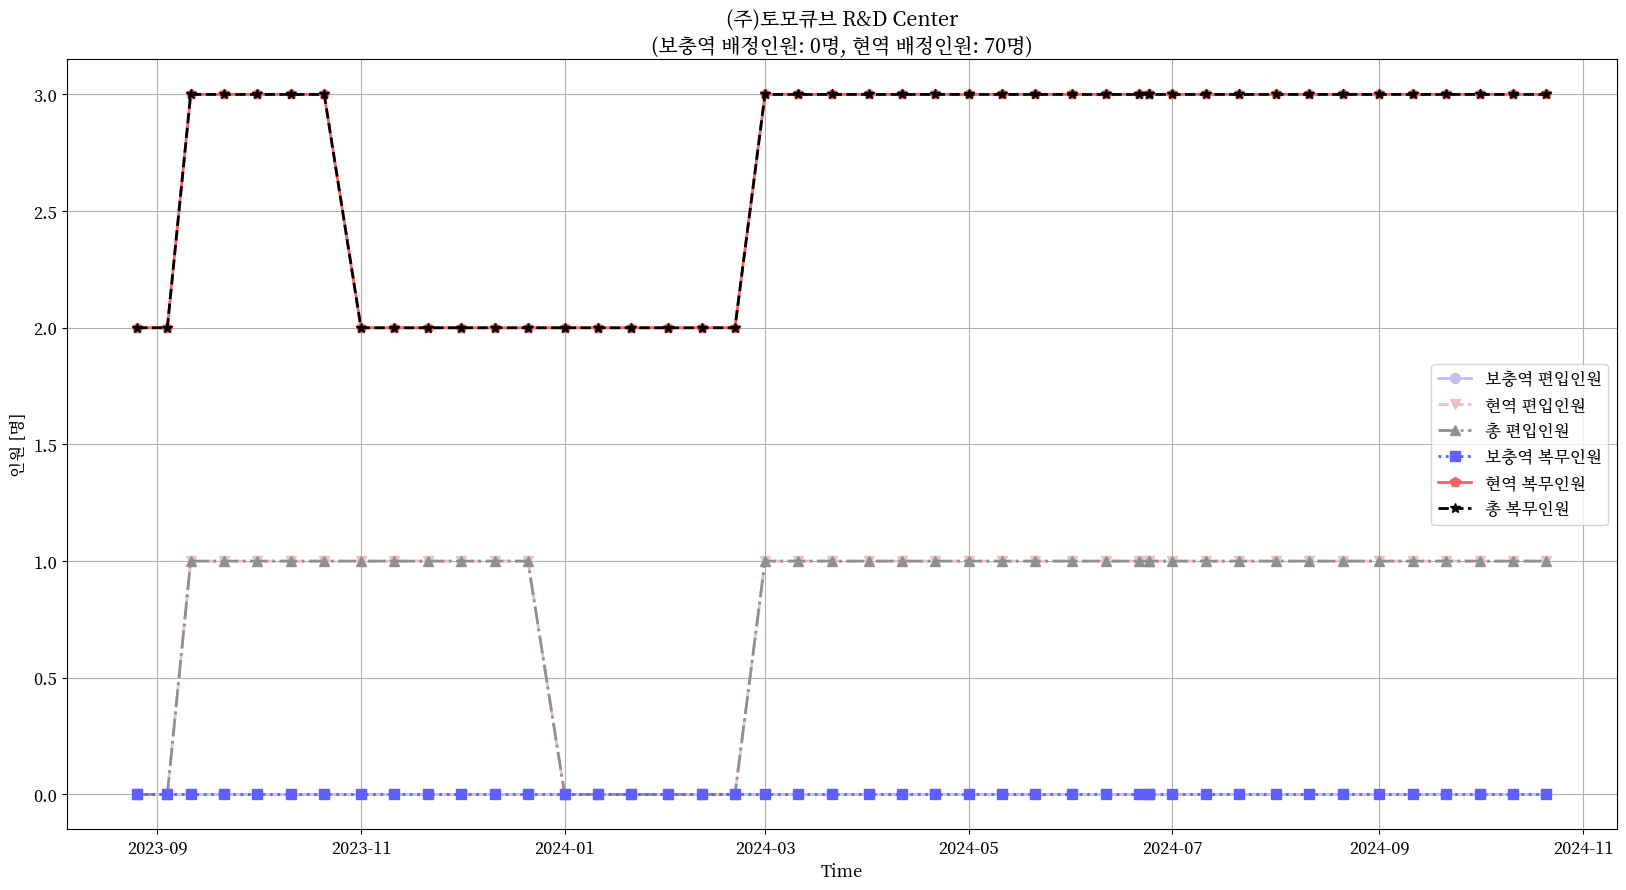 (주)토모큐브 R&D Center
(보충역 배정인원: 0명, 현역 배정인원: 70명)
3.0
2.5
2.0
1.5
1.0
0.5
0.0
인원 [명]
보충역 편입인원
현역 편입인원
총 편입인원
보충역 복무인원
현역 복무인원
총 복무인원
2023-09
2023-11
2024-01
2024-03
2024-05
2024-07
2024-09
2024-11
Time